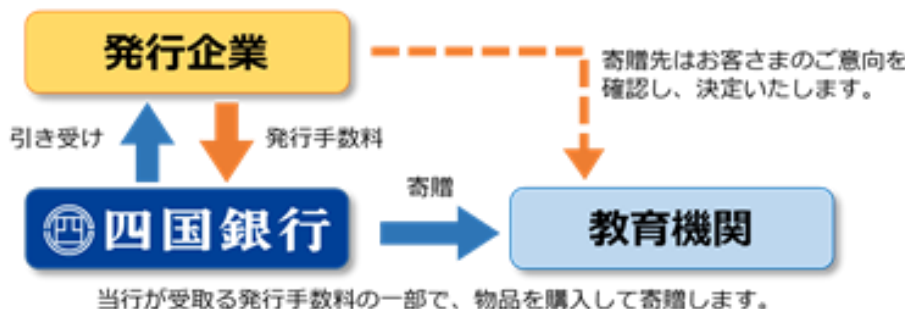 発行企業
寄贈先はお客さまのご意向を
確認し、決定いたします。
引き受け
発行手数料
寄贈
四国銀行
教育機関
当行が受取る発行手数料の一部で、物品を購入して寄贈します。